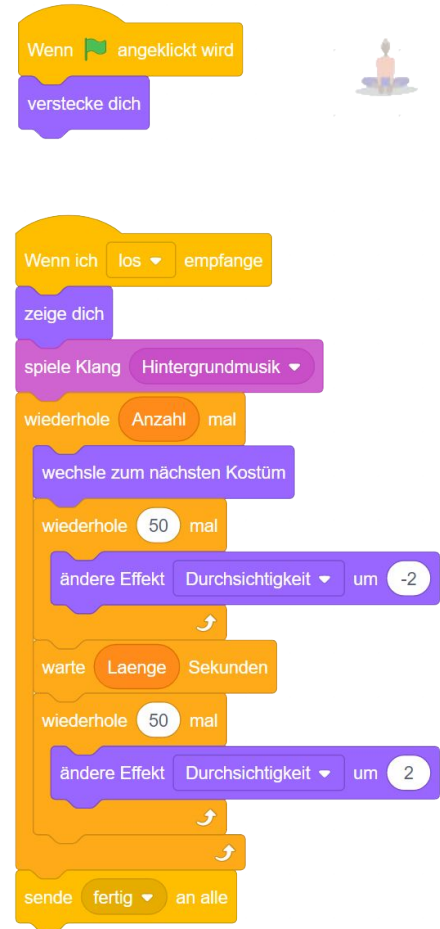 Wenn angeklickt wird
verstecke dich
Wenn ich los empfange
zeige dich
spiele Klang Hintergrundmusik
wiederhole Anzahl mal
wechsle zum nächsten Kostüm
wiederhole 50 mal
ändere Effekt Durchsichtigkeit um -2
warte Laenge Sekunden
wiederhole 50 mal
ändere Effekt Durchsichtigkeit um 2
sende fertig an alle